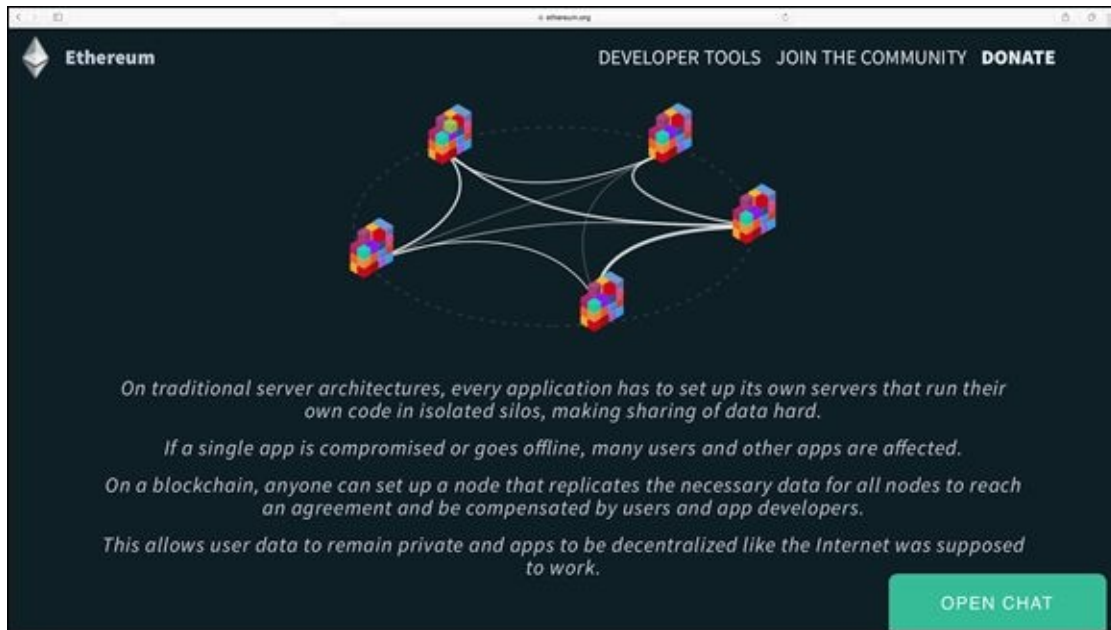 ethereum.org
Ethereum
DEVELOPER TOOLS JOIN THE COMMUNITY DONATE
On traditional server architectures, every application has to set up its own servers that run their
own code in isolated silos, making sharing of data hard.
If a single app is compromised or goes offline, many users and other apps are affected.
On a blockchain, anyone can set up a node that replicates the necessary data for all nodes to reach
an agreement and be compensated by users and app developers.
This allows user data to remain private and apps to be decentralized like the Internet was supposed
to work.
OPEN CHAT